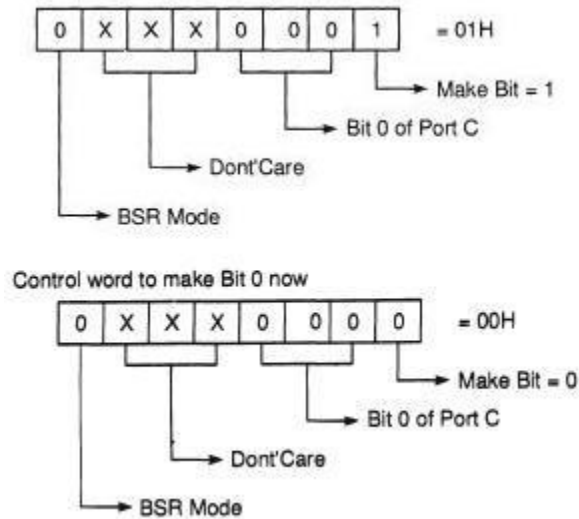 0 X X X 0 0 0 1 = 01H
Make Bit = 1
Bit 0 of Port C
Dont'Care
BSR Mode
Control word to make Bit 0 now
0 X X X 0 0 0 0 = 00H
Make Bit = 0
Bit 0 of Port C
Dont'Care
BSR Mode